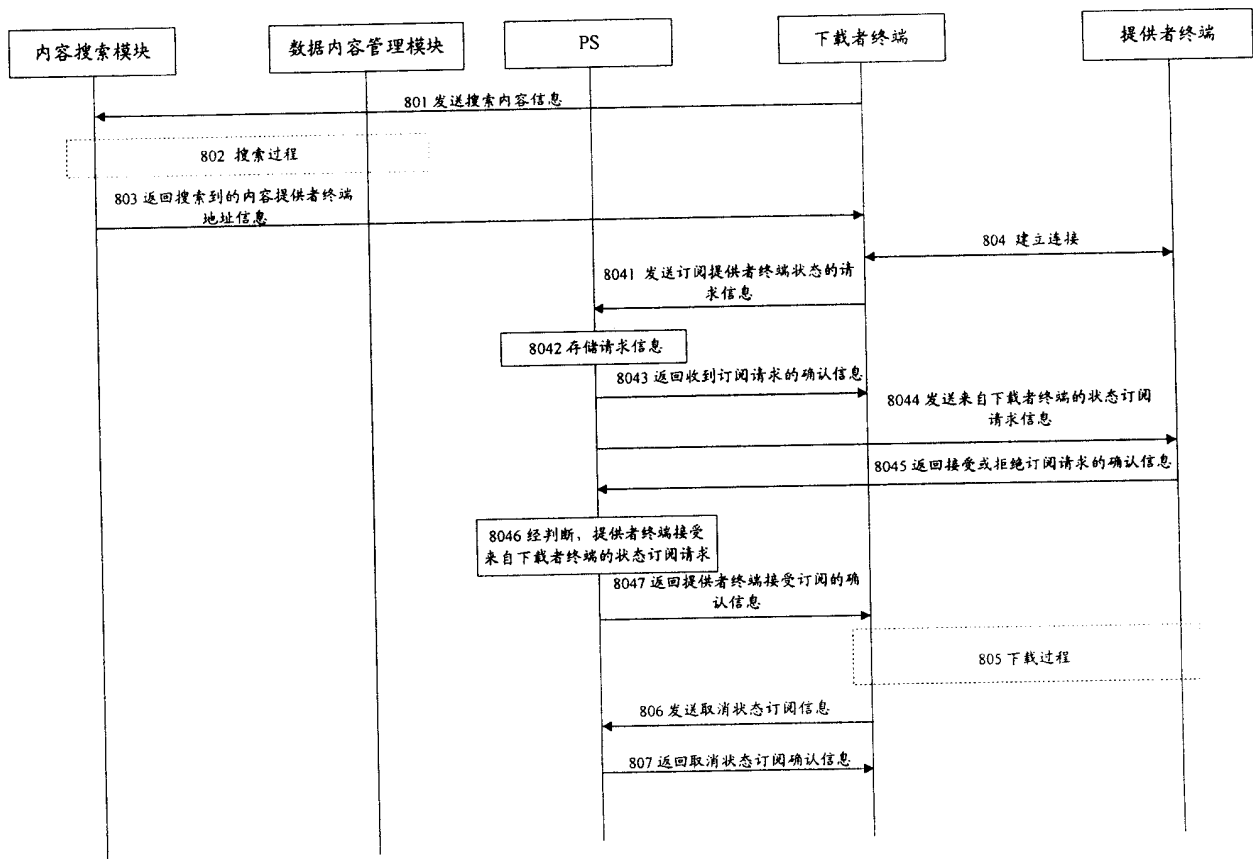 内容搜索模块
数据内容管理模块
PS
下载者终端
提供者终端
801 发送搜索内容信息
802 搜索过程
803 返回搜索到的内容提供者终端
地址信息
804 建立连接
8041 发送订阅提供者终端状态的请
求信息
8042 存储请求信息
8043 返回收到订阅请求的确认信息
8044 发送来自下载者终端的状态订阅
请求信息
8045 返回接受或拒绝订阅请求的确认信息
8046 经判断，提供者终端接受
来自下载者终端的状态订阅请求
8047 返回提供者终端接受订阅的确
认信息
805 下载过程
806 发送取消状态订阅信息
807 返回取消状态订阅确认信息